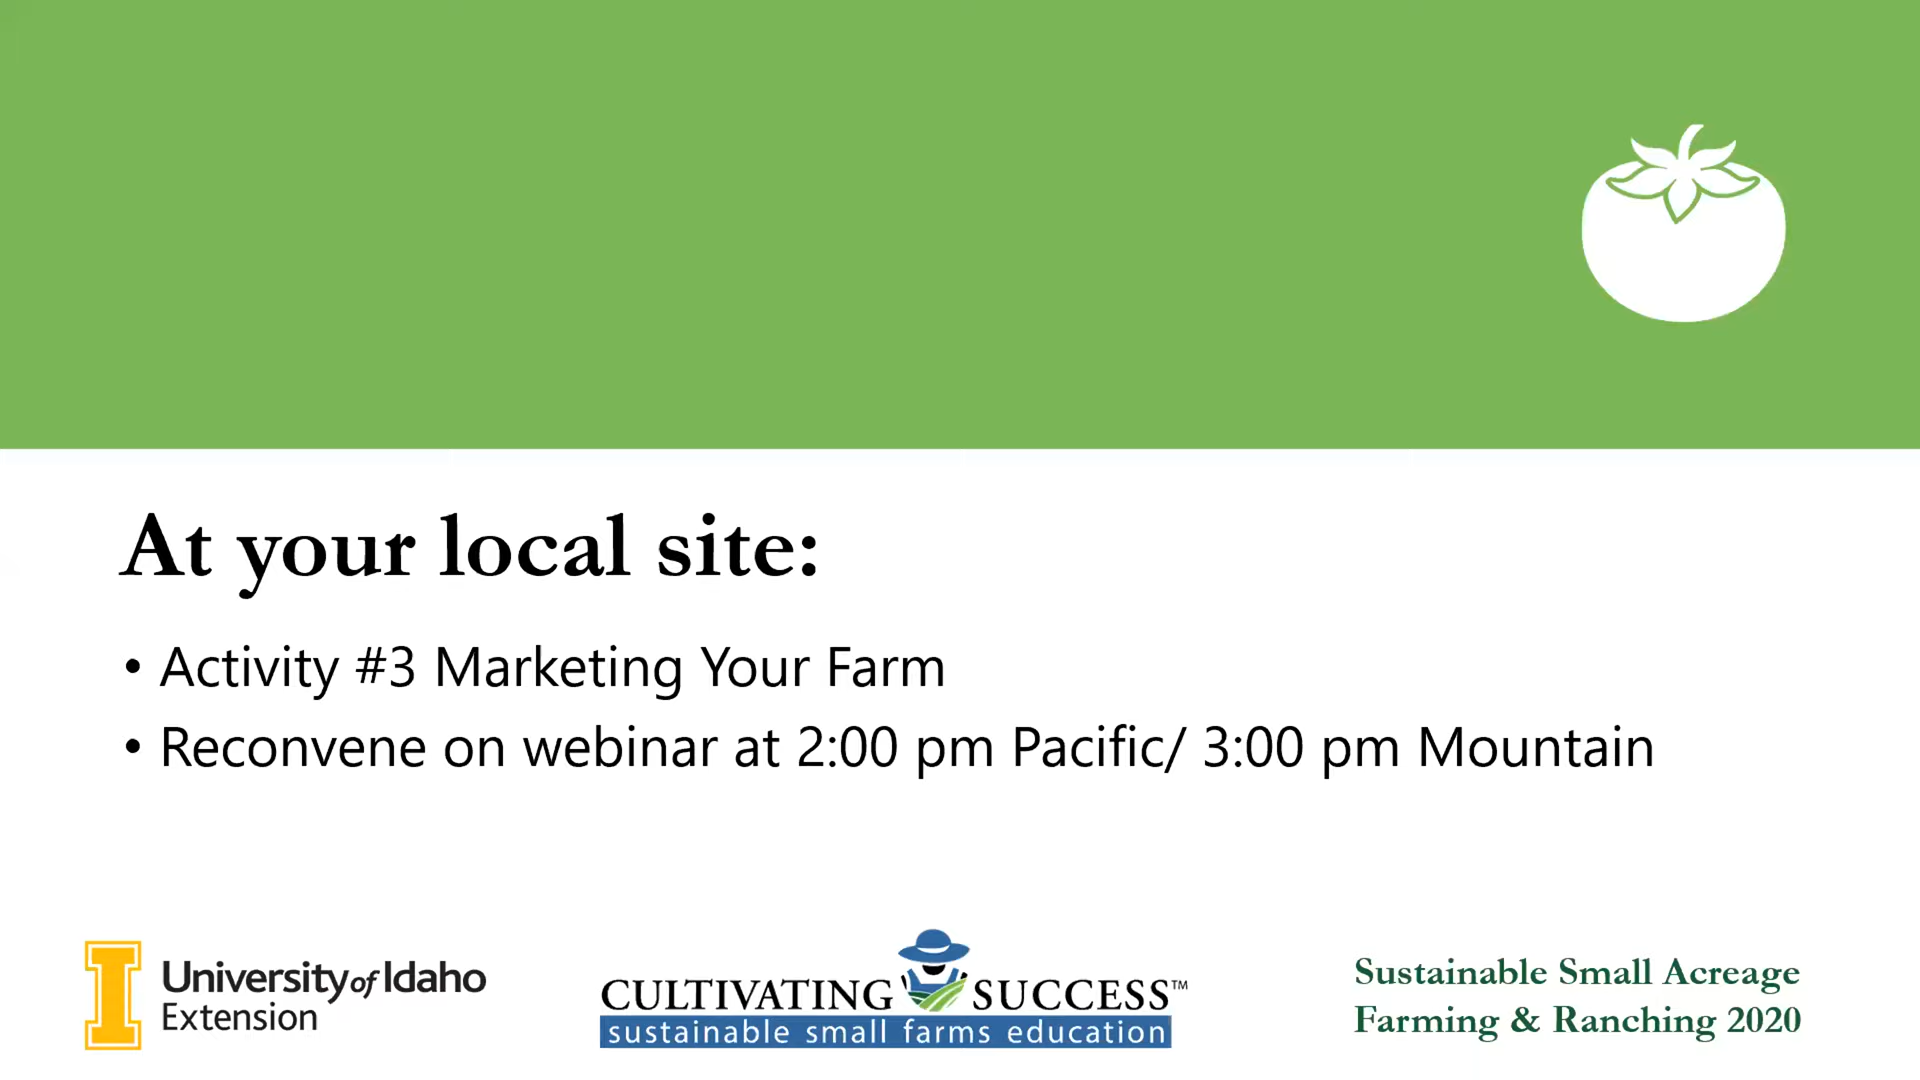 At your local site:
• Activity #3 Marketing Your Farm
• Reconvene on webinar at 2:00 pm Pacific/ 3:00 pm Mountain
University of Idaho
Extension
CULTIVATING SUCCESS™
sustainable small farms education
Sustainable Small Acreage
Farming & Ranching 2020